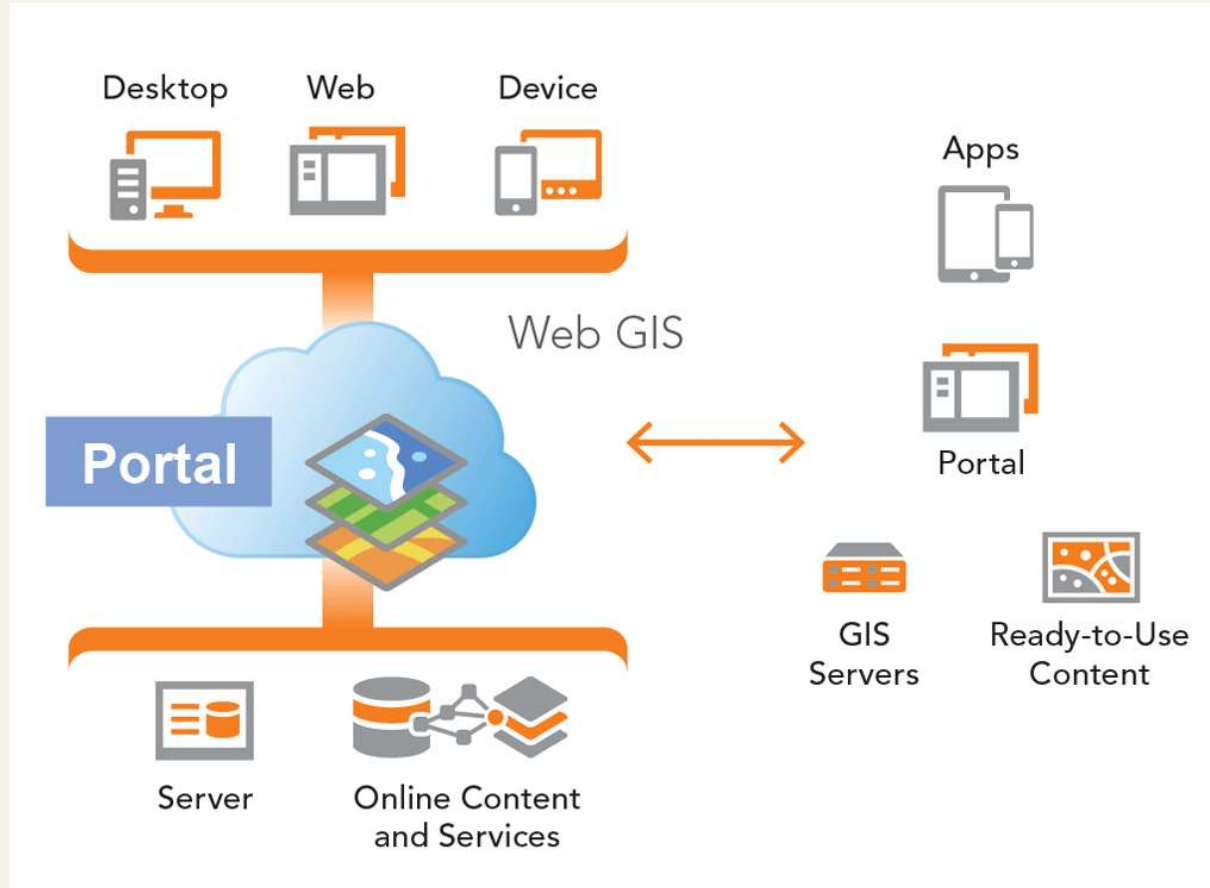 Desktop
Web
Device
Apps
Web GIS
Portal
Portal
GIS
Servers
Ready-to-Use
Content
Server
Online Content
and Services